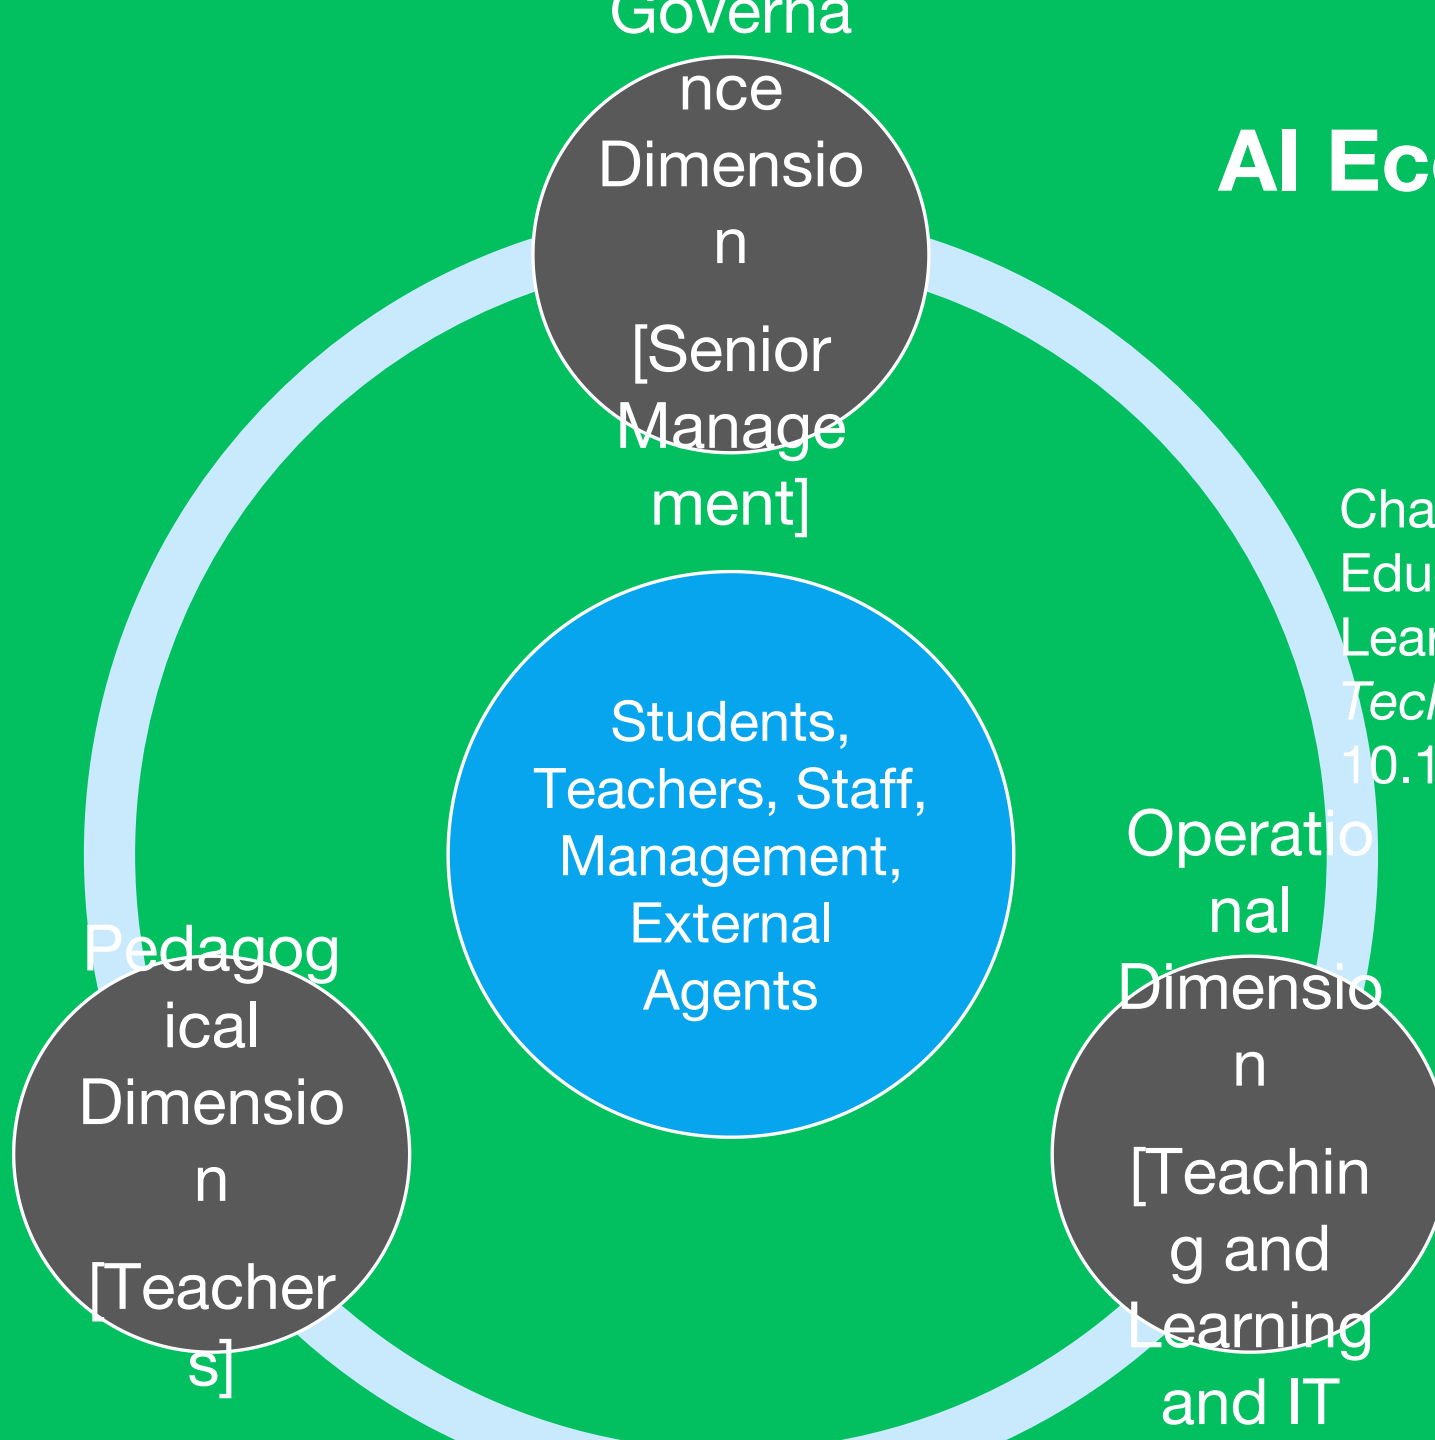 Governa
nce
Dimensio
n
[Senior
Manage
ment]
AI Ec
Cha
Edu
Lear
Tech
10.1
Students,
Teachers, Staff,
Management,
External
Agents
Operatio
nal
Dimensio
n
[Teachin
g and
Learning
and IT
Pedagog
ical
Dimensio
n
[Teacher
s]